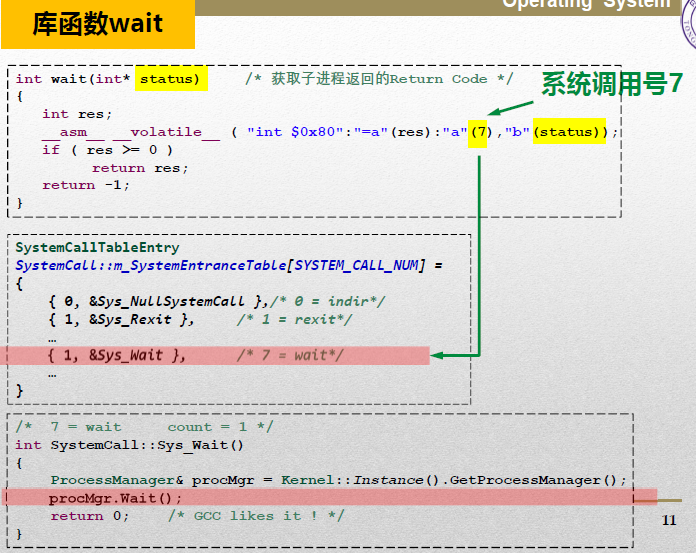 Operating System
库函数wait
int wait(int* status) /* 获取子进程返回的Return Code */
系统调用号7
{
int res;
__asm__ __volatile__ ( "int $0x80":"=a"(res):"a"(7),"b"(status));
if ( res >= 0 )
return res;
return -1;
}
SystemCallTableEntry
SystemCall::m_SystemEntranceTable[SYSTEM_CALL_NUM] =
{
{ 0, &Sys_NullSystemCall },/* 0 = indir*/
{ 1, &Sys_Rexit }, /* 1 = rexit*/
…
{ 1, &Sys_Wait }, /* 7 = wait*/
…
}
/* 7 = wait count = 1 */
int SystemCall::Sys_Wait()
{
ProcessManager& procMgr = Kernel::Instance().GetProcessManager();
procMgr.Wait();
return 0; /* GCC likes it ! */
}
11